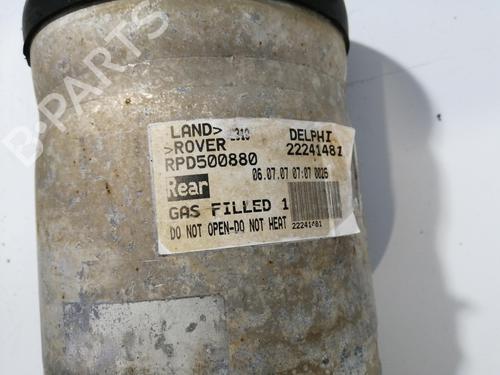 B-PARTS
LAND> 2310 DELPHI
>ROVER 22241481
RPD500880
06.07.07 07:07 0026
Rear
GAS FILLED 1
DO NOT OPEN-DO NOT HEAT
22241481